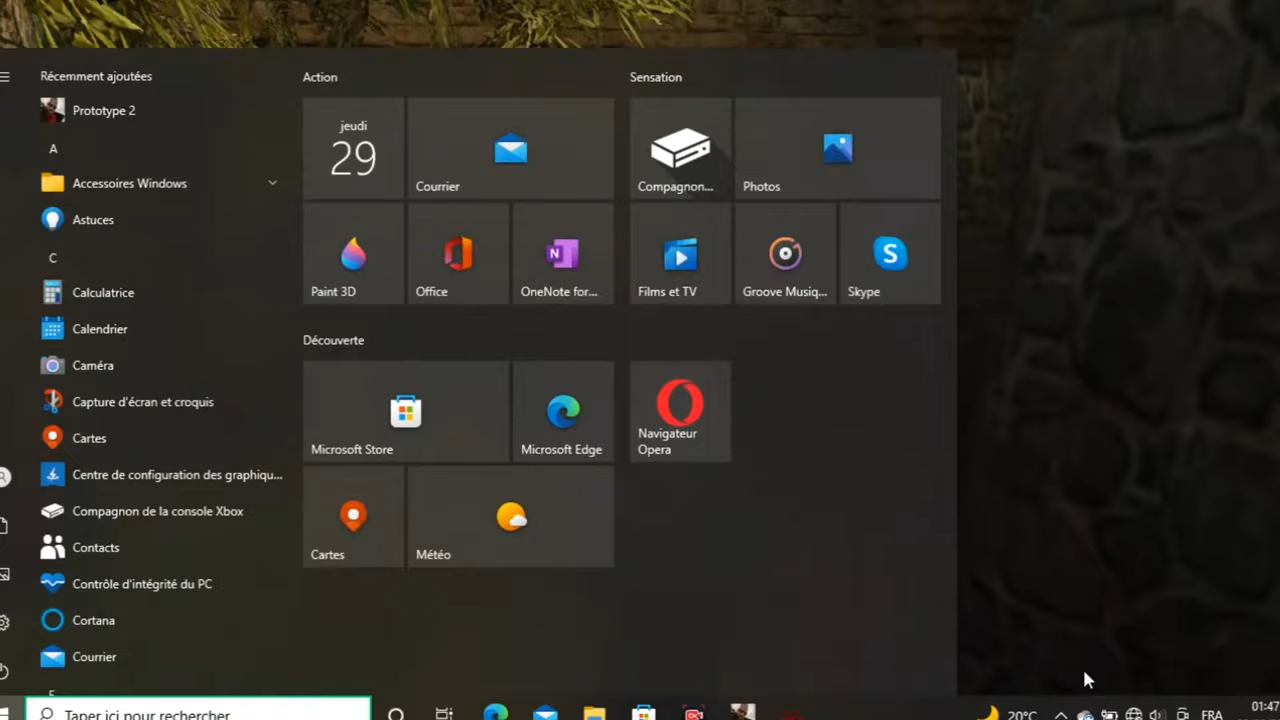 Récemment ajoutées
Prototype 2
A
Accessoires Windows
Astuces
C
Calculatrice
Calendrier
Caméra
Capture d'écran et croquis
Cartes
Centre de configuration des graphiqu...
Compagnon de la console Xbox
Contacts
Contrôle d'intégrité du PC
Cortana
Courrier
Action
jeudi
29
Courrier
Paint 3D
Office
OneNote for...
Sensation
Compagnon...
Photos
Films et TV
Groove Musiq...
Skype
Découverte
Microsoft Store
Microsoft Edge
Navigateur
Opera
Cartes
Météo
Taper ici pour rechercher
20°C
FRA
01:47